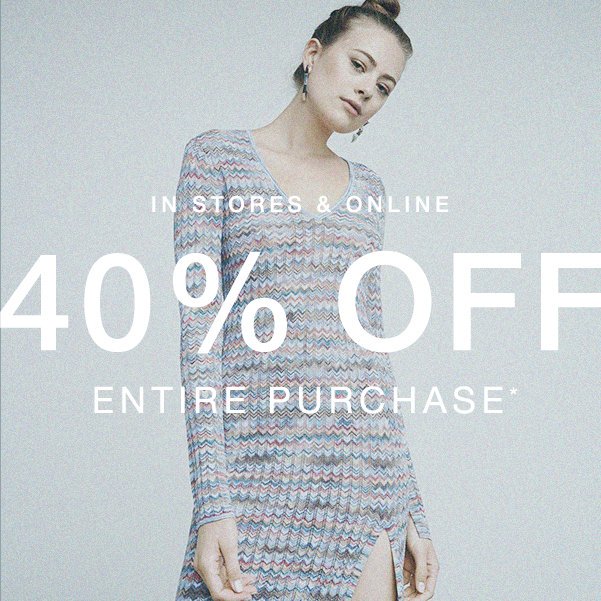 IN STORES & ONLINE
40% OFF
ENTIRE PURCHASE*